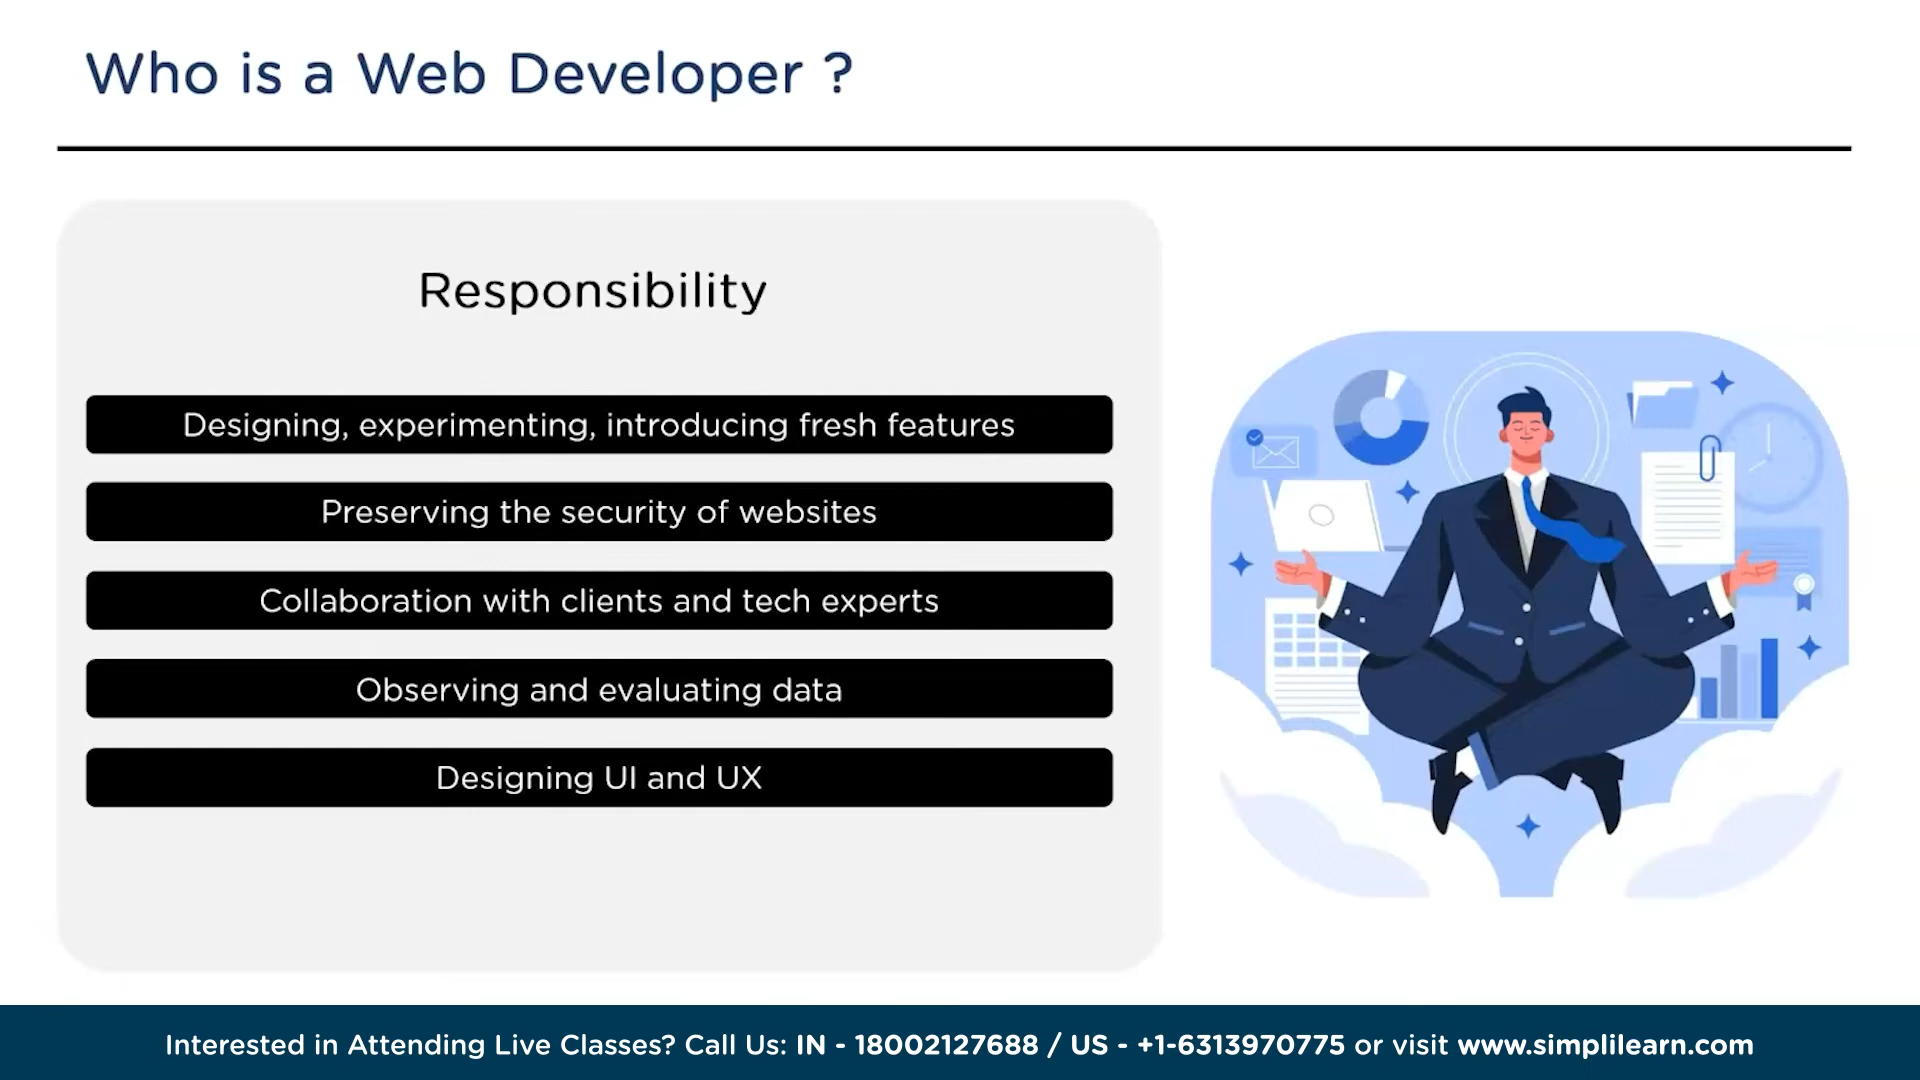 Who is a Web Developer ?
Responsibility
Designing, experimenting, introducing fresh features
Preserving the security of websites
Collaboration with clients and tech experts
Observing and evaluating data
Designing UI and UX
Interested in Attending Live Classes? Call Us: IN - 18002127688 / US - +1-6313970775 or visit www.simplilearn.com